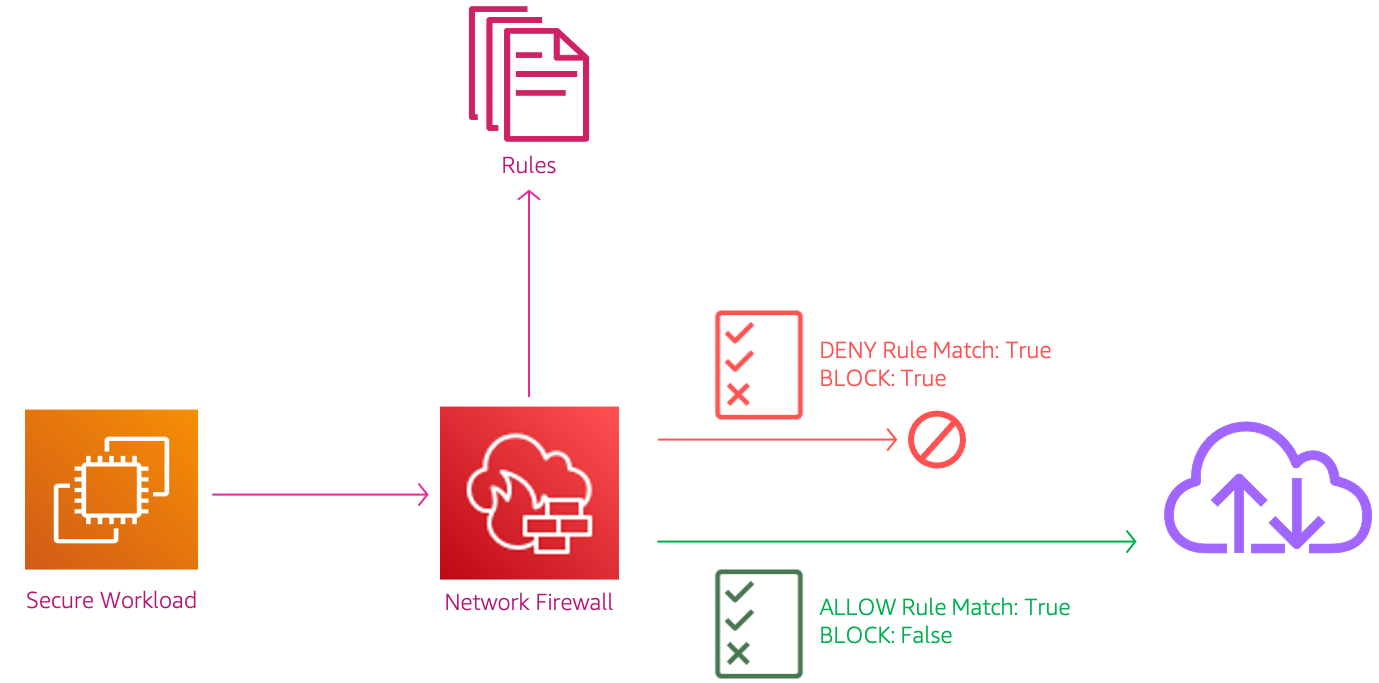 Rules
DENY Rule Match: True
BLOCK: True
Secure Workload
Network Firewall
ALLOW Rule Match: True
BLOCK: False